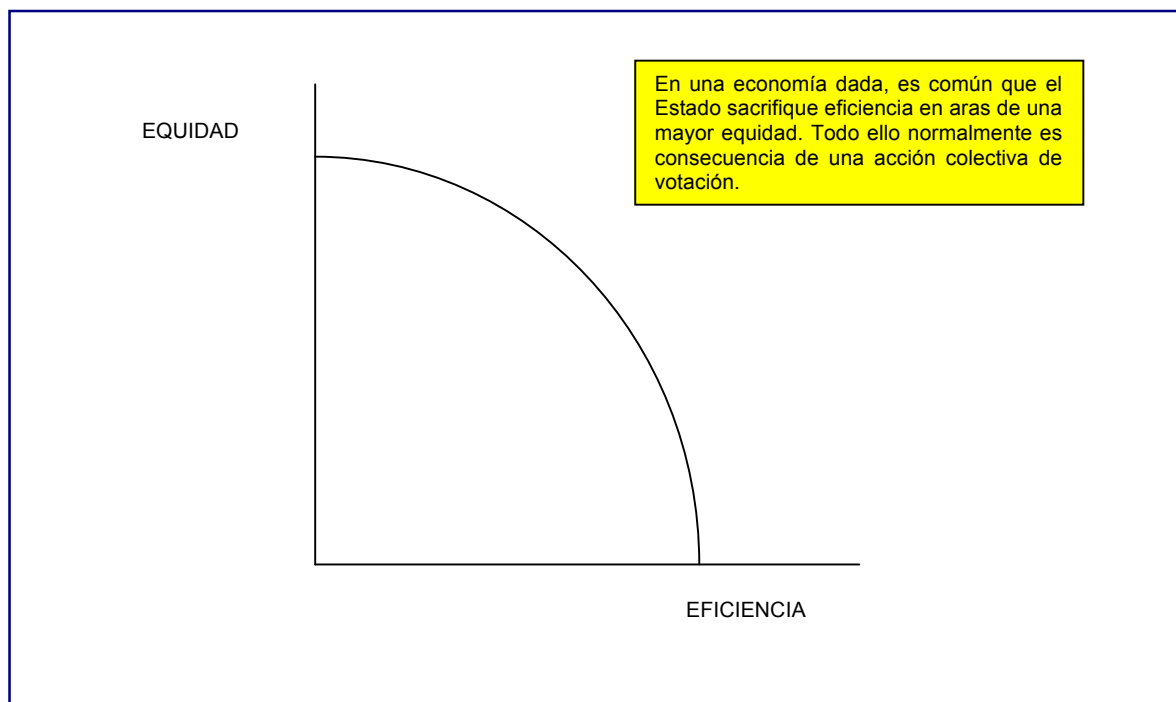 En una economía dada, es común que el
Estado sacrifique eficiencia en aras de una
mayor equidad. Todo ello normalmente es
consecuencia de una acción colectiva de
votación.
EQUIDAD
EFICIENCIA